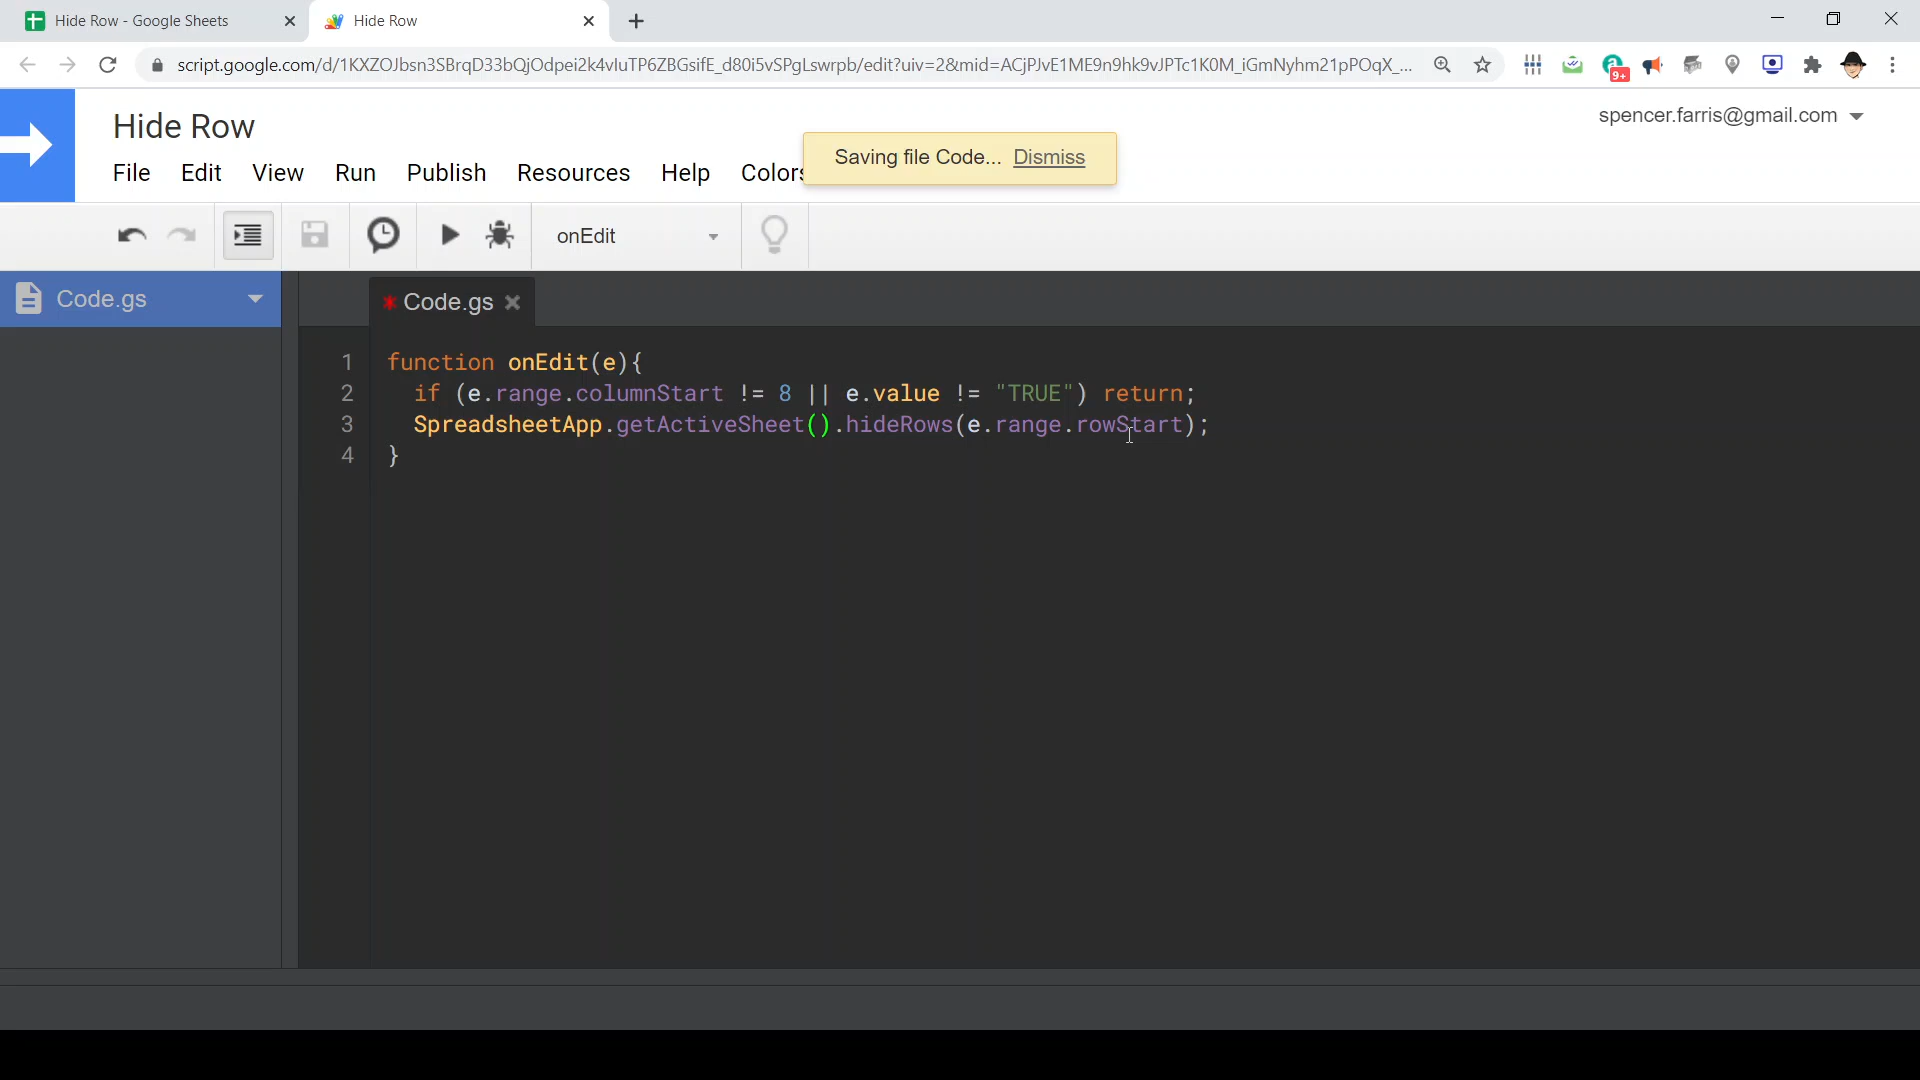 Hide Row - Google Sheets
Hide Row
script.google.com/d/1KXZOJbsn3SBrqD33bQjOdpei2k4vluTP6ZBGsifE_d80i5vSPgLswrpb/edit?uiv=2&mid=ACjPJvE1ME9n9hk9vJPTc1K0M_iGmNyhm21pPOqX_...
9+
Hide Row
spencer.farris@gmail.com
Saving file Code... Dismiss
File Edit View Run Publish Resources Help Colors
onEdit
Code.gs
* Code.gs
1 function onEdit(e){
2 if (e.range.columnStart != 8 || e.value != "TRUE") return;
3 SpreadsheetApp.getActiveSheet().hideRows(e.range.rowStart);
4 }